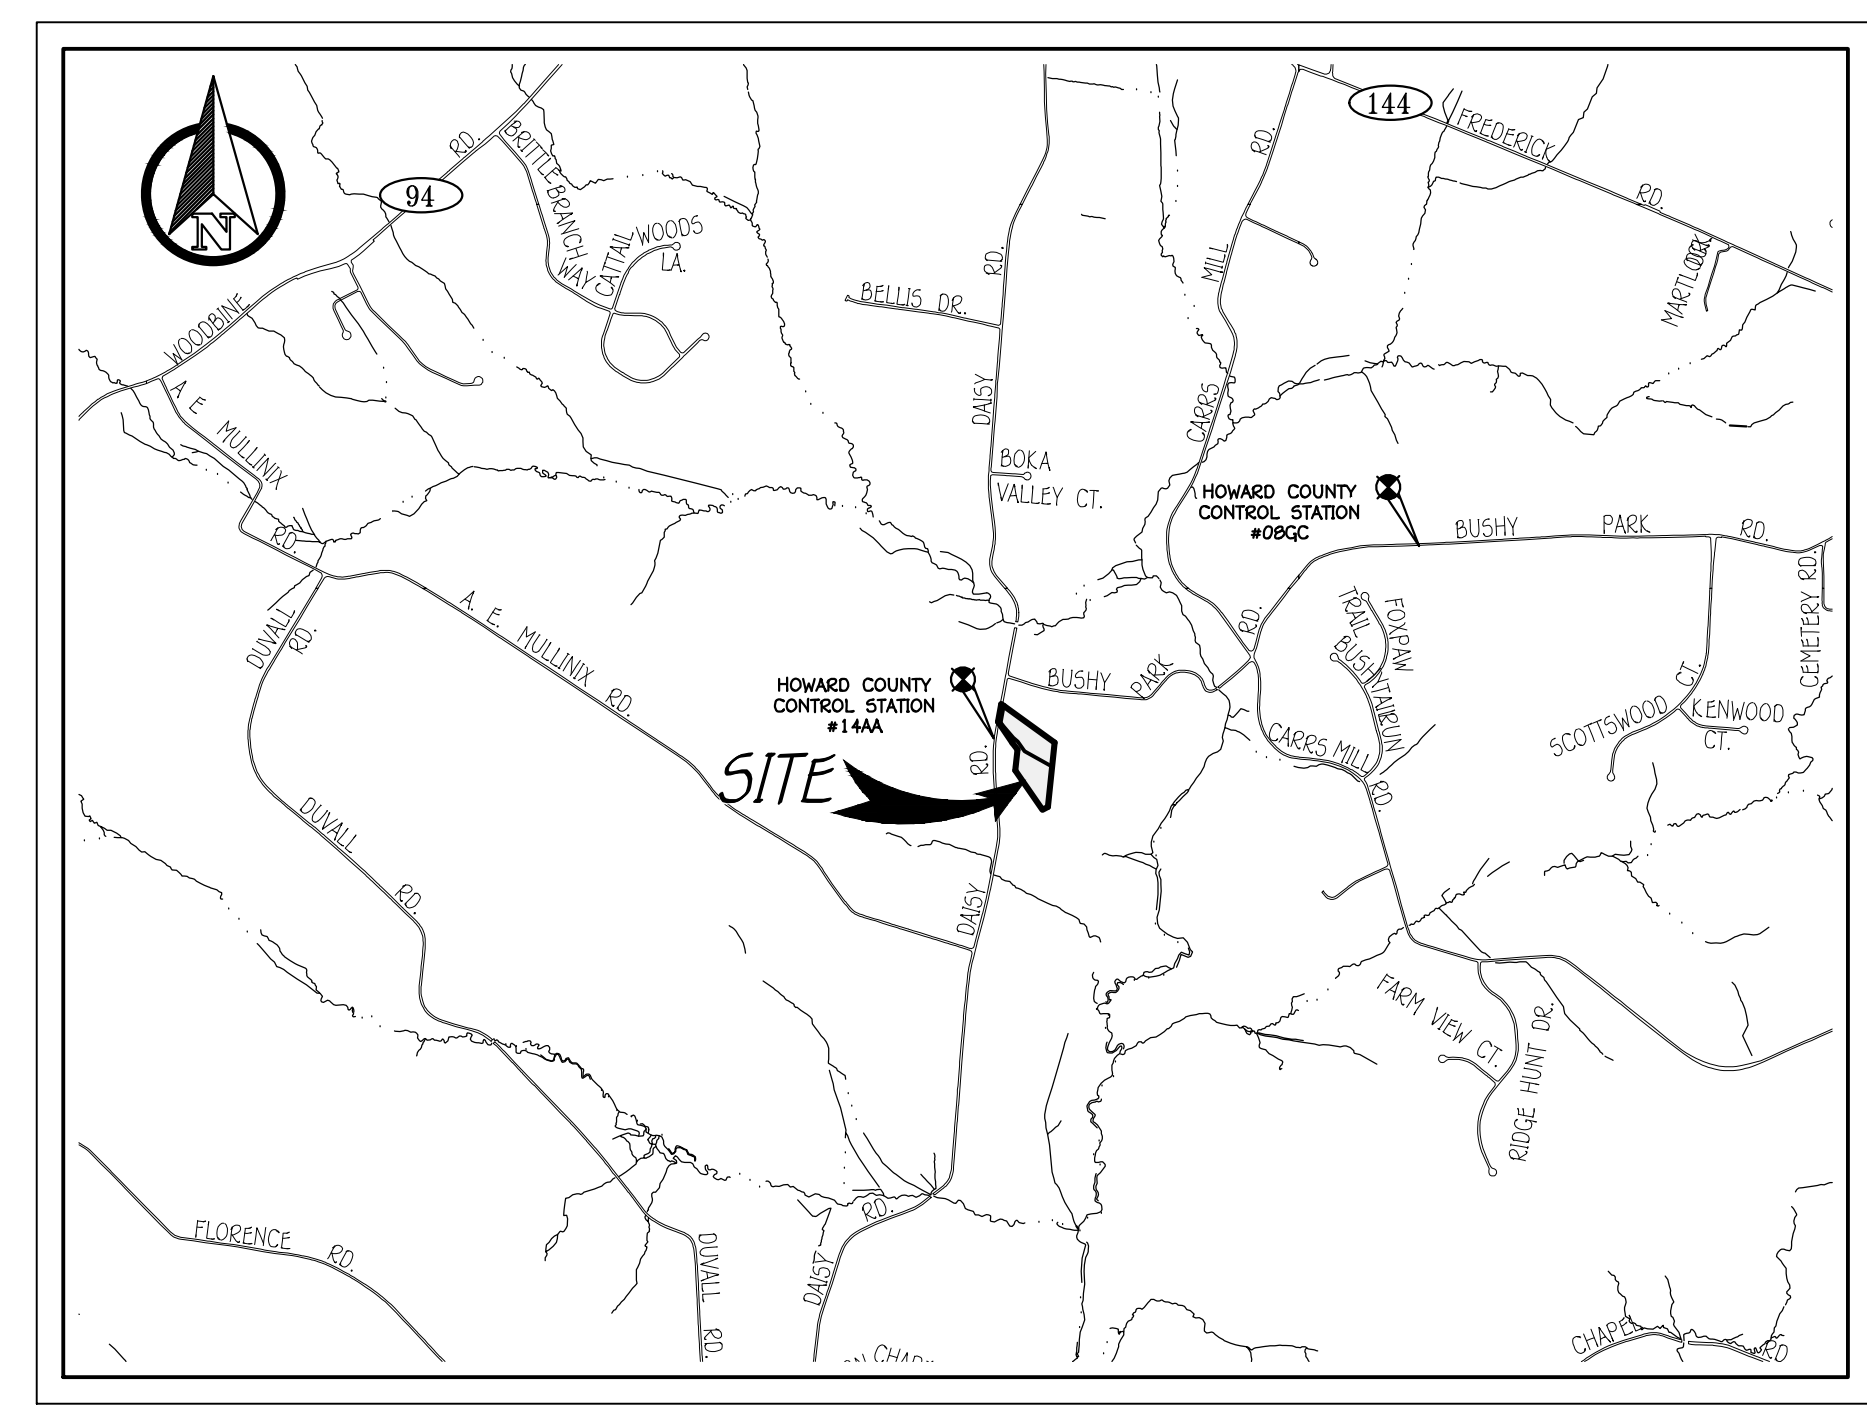 N
94
WOODBINE
RD.
BRITTLE BRANCH
WAY
CATTAIL WOODS
LA.
144
FREDERICK
RD.
MARTLOCK
CARRS
MILL
RD.
BELLIS DR.
DAISY
RD.
BOKA
VALLEY CT.
A E
MULLINIX
RD.
A. E. MULLINIX RD.
DUVALL
RD.
HOWARD COUNTY
CONTROL STATION
#08GC
BUSHY PARK RD.
CEMETERY RD.
RD.
FOXPAW
TRAIL
BUSHNTAIRUN
SCOTTSWOOD CT.
KENWOOD
CT.
HOWARD COUNTY
CONTROL STATION
#14AA
BUSHY PARK
SITE
RD.
DAISY
CARRS MILL
RD.
DUVALL
RD.
FARM VIEW CT.
RIDGE HUNT DR.
FLORENCE RD.
DUVALL RD.
DAISY
RD.
CHAPEL
RD